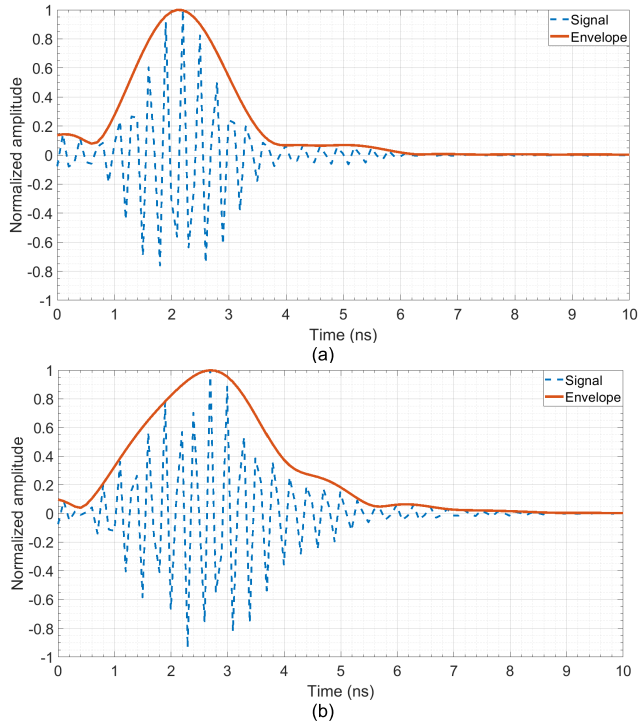 1
0.8
0.6
0.4
0.2
0
-0.2
-0.4
-0.6
-0.8
-1
Normalized amplitude
Signal
Envelope
0 1 2 3 4 5 6 7 8 9 10
Time (ns)
(a)
1
0.8
0.6
0.4
0.2
0
-0.2
-0.4
-0.6
-0.8
-1
Normalized amplitude
Signal
Envelope
0 1 2 3 4 5 6 7 8 9 10
Time (ns)
(b)